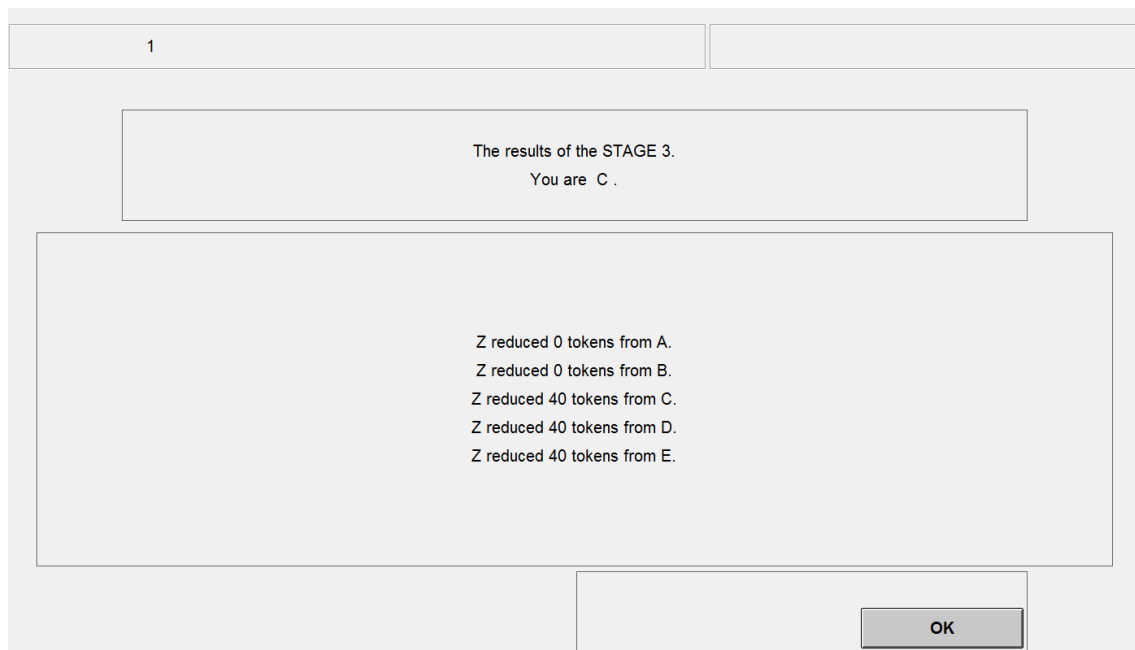 1
The results of the STAGE 3.
You are C .
Z reduced 0 tokens from A.
Z reduced 0 tokens from B.
Z reduced 40 tokens from C.
Z reduced 40 tokens from D.
Z reduced 40 tokens from E.
OK